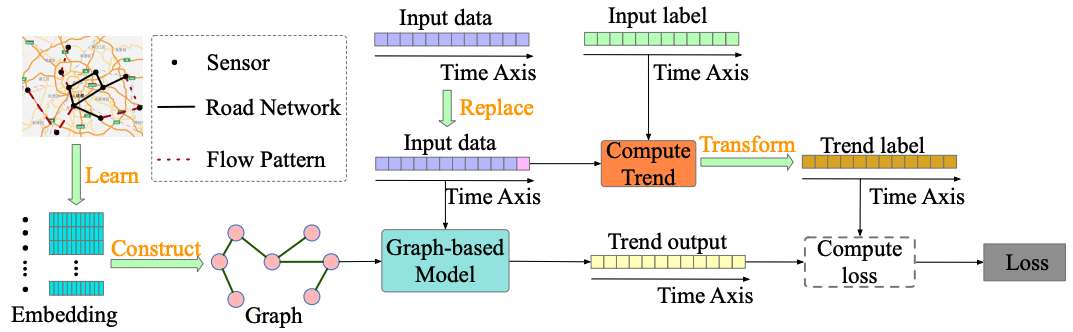 Input data
Time Axis
Input label
Time Axis
Sensor
Road Network
Flow Pattern
Replace
Learn
Input data
Time Axis
Compute
Trend
Transform
Trend label
Time Axis
Construct
Embedding
Graph
Graph-based
Model
Trend output
Time Axis
Compute
loss
Loss